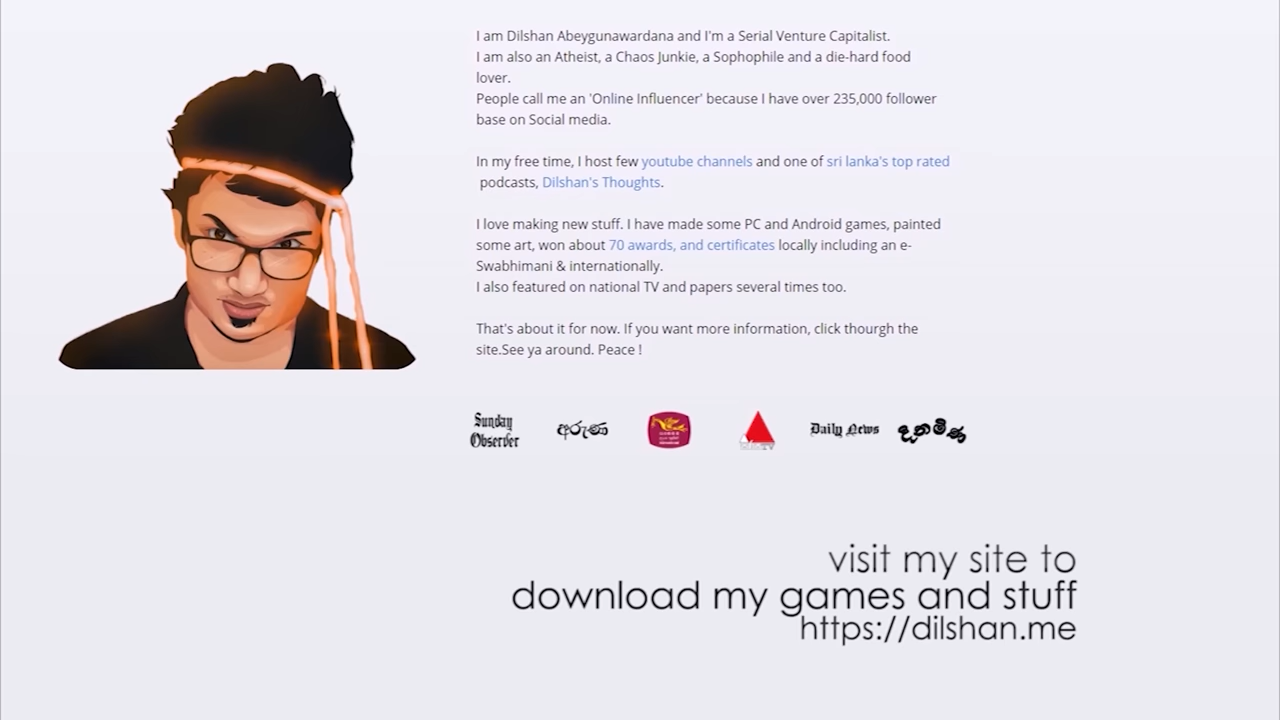 I am Dilshan Abeygunawardana and I'm a Serial Venture Capitalist.
I am also an Atheist, a Chaos Junkie, a Sophophile and a die-hard food
lover.
People call me an 'Online Influencer' because I have over 235,000 follower
base on Social media.
In my free time, I host few youtube channels and one of sri lanka's top rated
podcasts, Dilshan's Thoughts.
I love making new stuff. I have made some PC and Android games, painted
some art, won about 70 awards, and certificates locally including an e-
Swabhimani & internationally.
I also featured on national TV and papers several times too.
That's about it for now. If you want more information, click thourgh the
site.See ya around. Peace !
Sunday
Observer
අරුණ
Daily News
දිනමිණ
visit my site to
download my games and stuff
https://dilshan.me